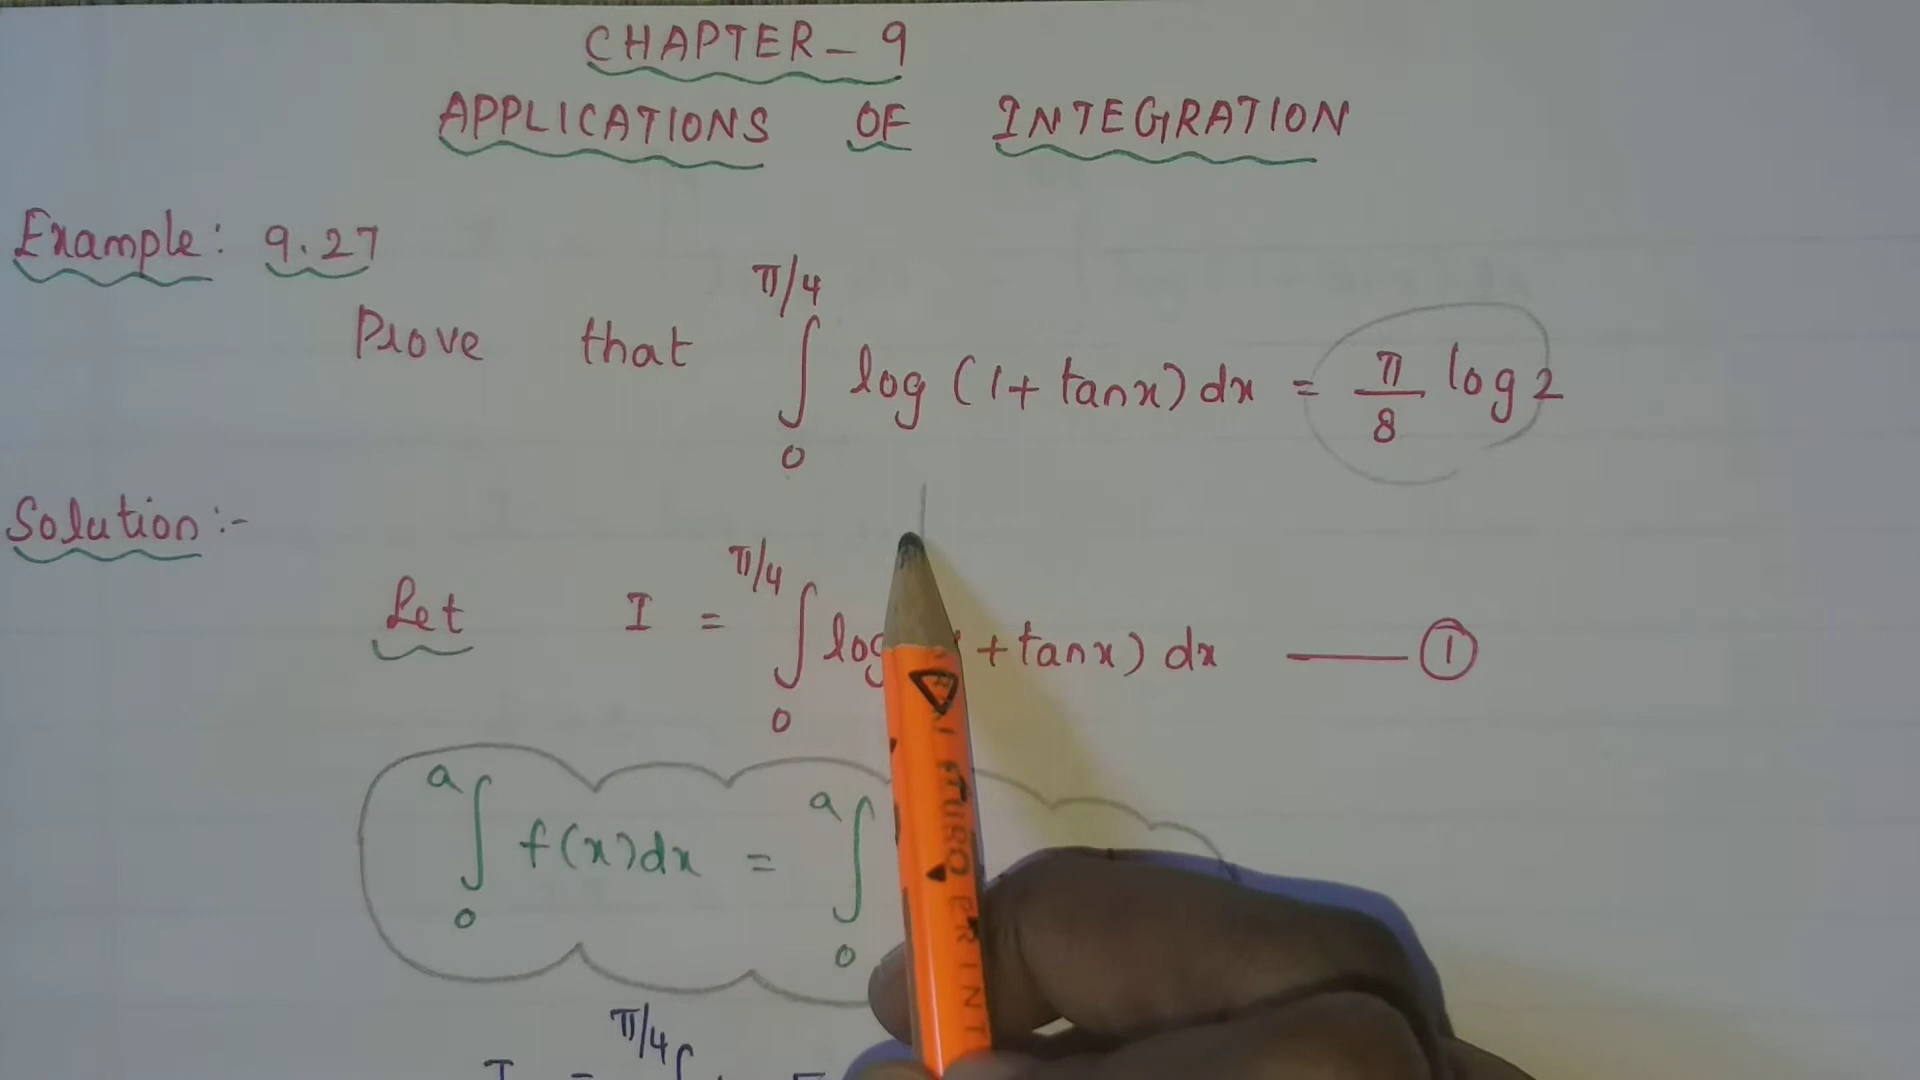 CHAPTER - 9
APPLICATIONS OF INTEGRATION
Example: 9.27
Prove that ∫₀^{π/4} log (1+ tanx) dx = π/8 log 2
Solution:-
Let I = ∫₀^{π/4} log + tanx) dx —— ①
∫₀^a f(x)dx = ∫₀^a
I = ∫^{π/4}